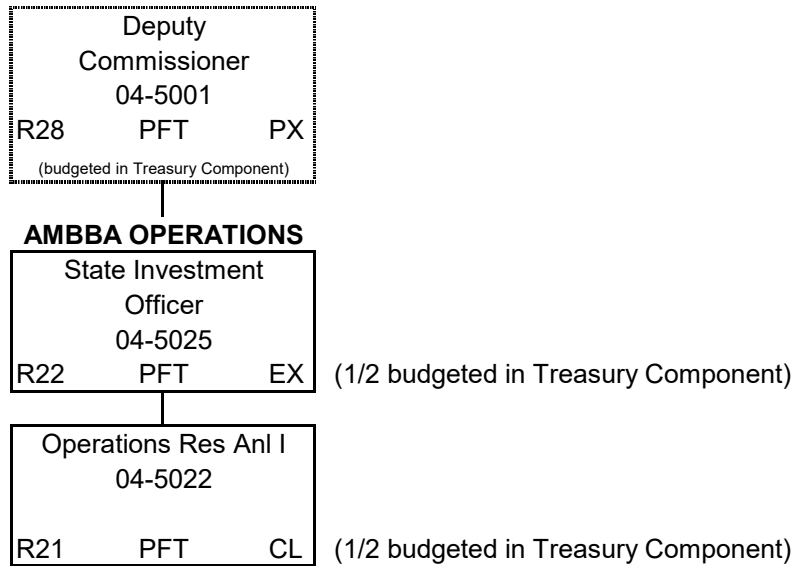 Deputy
Commissioner
04-5001
R28 PFT PX
(budgeted in Treasury Component)
AMBBA OPERATIONS
State Investment
Officer
04-5025
R22 PFT EX (1/2 budgeted in Treasury Component)
Operations Res Anl I
04-5022
R21 PFT CL (1/2 budgeted in Treasury Component)